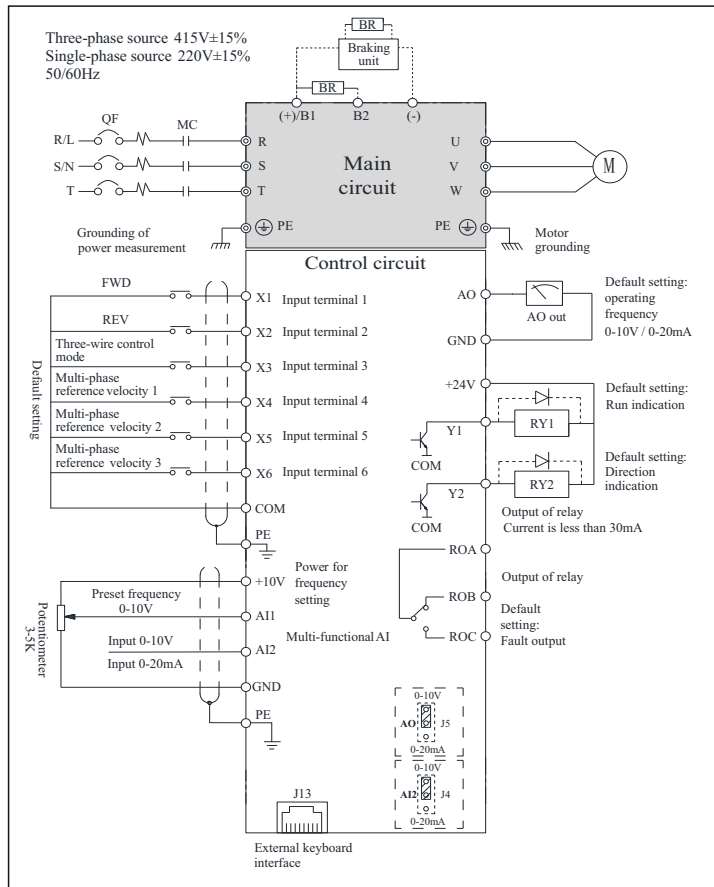 Three-phase source 415V±15%
Single-phase source 220V±15%
50/60Hz
BR
Braking
unit
BR
(+)/B1
B2
(-)
QF
MC
R/L
S/N
T
R
S
T
Main
circuit
U
V
W
M
PE
PE
Grounding of
power measurement
Motor
grounding
Control circuit
Default setting
FWD
X1
Input terminal 1
REV
X2
Input terminal 2
Three-wire control
mode
X3
Input terminal 3
Multi-phase
reference velocity 1
X4
Input terminal 4
Multi-phase
reference velocity 2
X5
Input terminal 5
Multi-phase
reference velocity 3
X6
Input terminal 6
COM
PE
AO
AO out
GND
Default setting:
operating
frequency
0-10V / 0-20mA
+24V
Default setting:
Run indication
Y1
RY1
COM
Default setting:
Direction
indication
Y2
RY2
COM
Output of relay
Current is less than 30mA
ROA
ROB
ROC
Output of relay
Default
setting:
Fault output
Potentiometer
3-5K
+10V
Power for
frequency
setting
Preset frequency
0-10V
AI1
Multi-functional AI
Input 0-10V
AI2
Input 0-20mA
GND
PE
0-10V
AO
J5
0-20mA
0-10V
AI2
J4
0-20mA
J13
External keyboard
interface